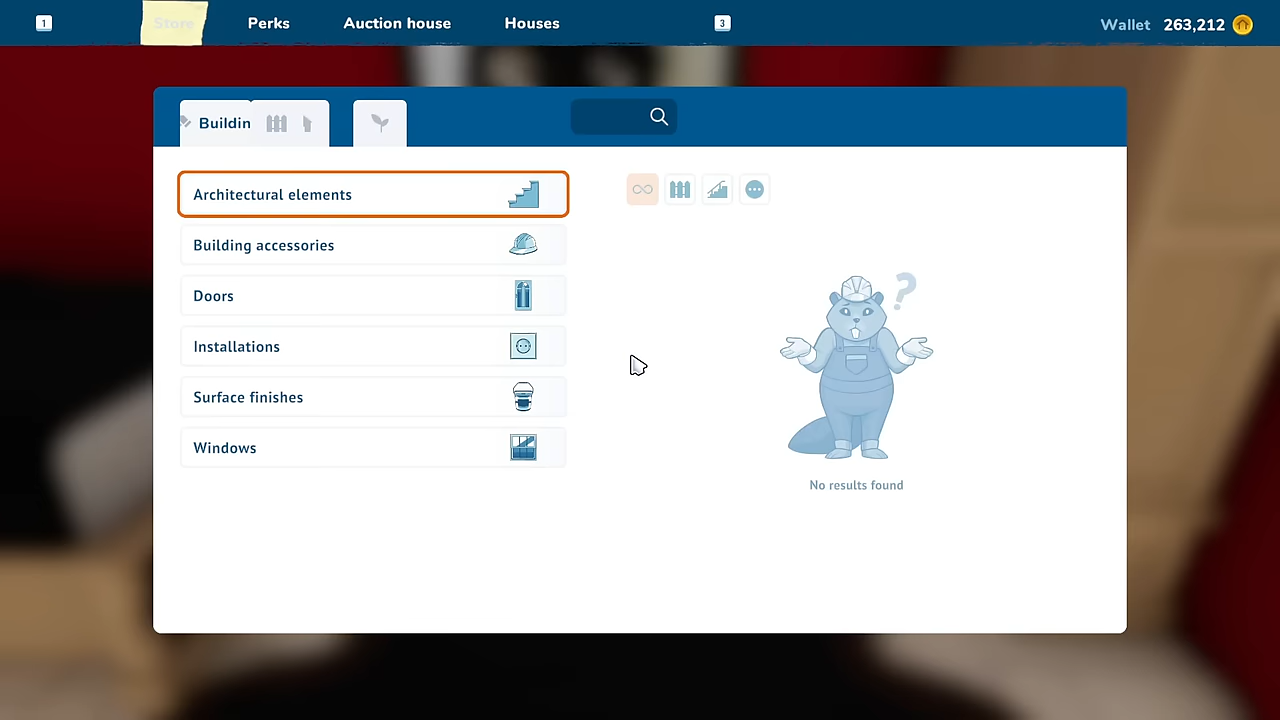 1
Store
Perks
Auction house
Houses
3
Wallet 263,212
Buildin
Architectural elements
Building accessories
Doors
Installations
Surface finishes
Windows
?
No results found